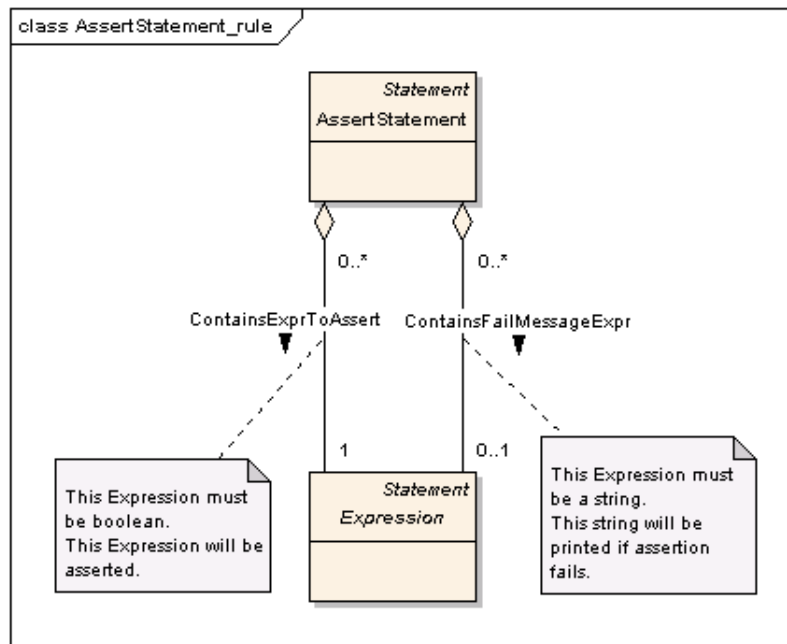 class AssertStatement_rule
Statement
AssertStatement
0..*
0..*
ContainsExprToAssert
ContainsFailMessageExpr
1
0..1
This Expression must
be boolean.
This Expression will be
asserted.
Statement
Expression
This Expression must
be a string.
This string will be
printed if assertion
fails.